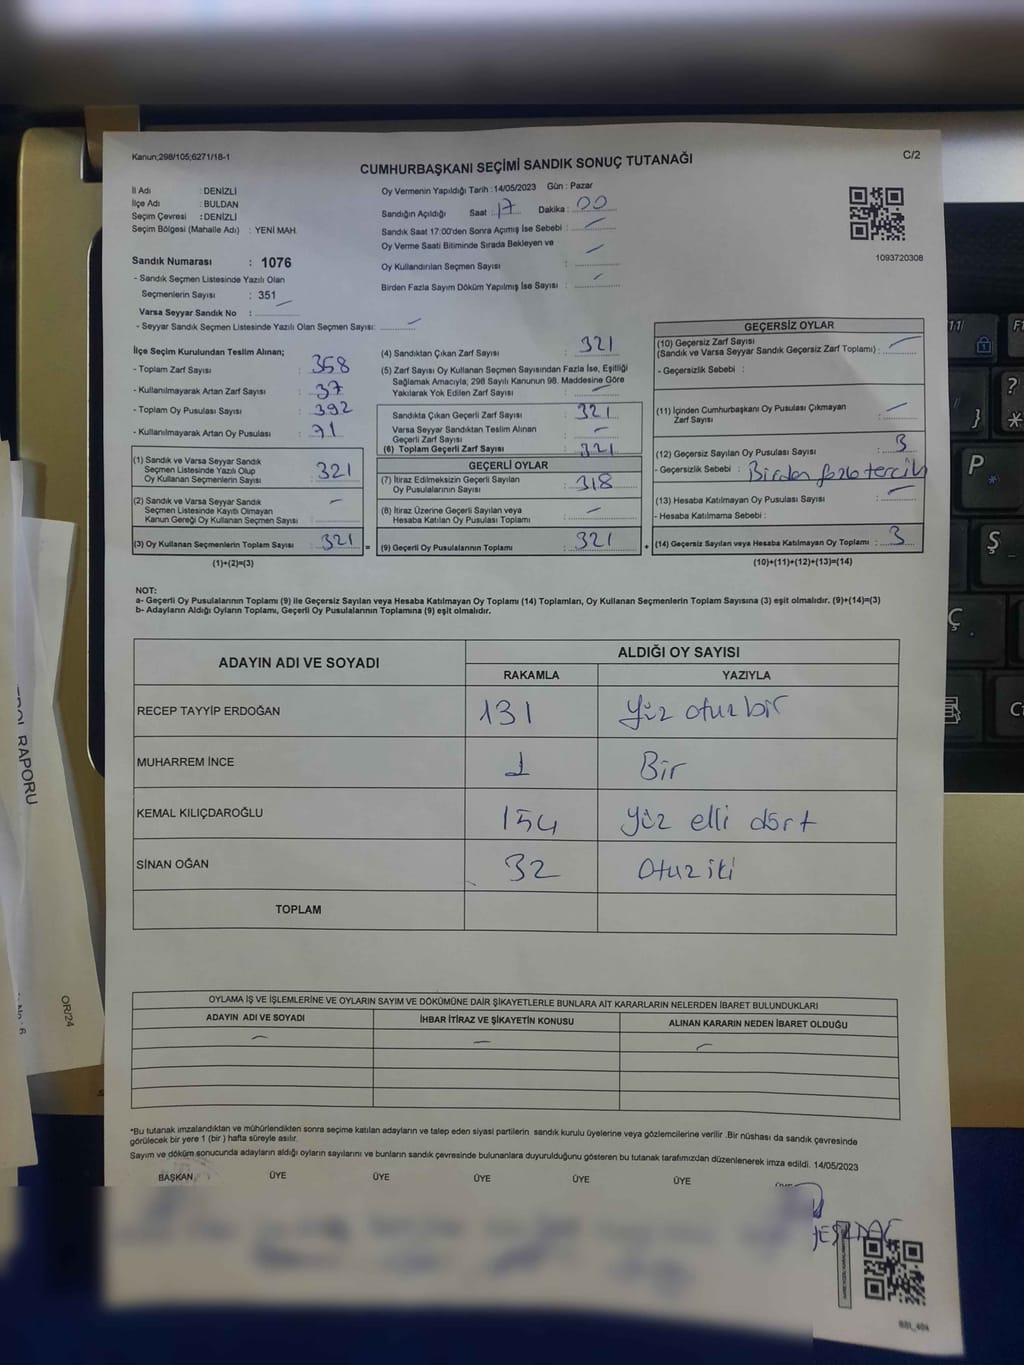 Kanun;298/105;6271/18-1
CUMHURBAŞKANI SEÇİMİ SANDIK SONUÇ TUTANAĞI
C/2
İl Adı : DENİZLİ
İlçe Adı : BULDAN
Seçim Çevresi : DENİZLİ
Seçim Bölgesi (Mahalle Adı) : YENİ MAH.
Oy Vermenin Yapıldığı Tarih :14/05/2023 Gün : Pazar
Sandığın Açıldığı Saat : 17 Dakika : 00
Sandık Saat 17:00'den Sonra Açımış İse Sebebi : –
Oy Verme Saati Bitiminde Sırada Bekleyen ve
Oy Kullandırılan Seçmen Sayısı : –
Birden Fazla Sayım Döküm Yapılmış İse Sayısı : –
1093720308
Sandık Numarası : 1076
- Sandık Seçmen Listesinde Yazılı Olan
Seçmenlerin Sayısı : 351
Varsa Seyyar Sandık No : –
- Seyyar Sandık Seçmen Listesinde Yazılı Olan Seçmen Sayısı: –
İlçe Seçim Kurulundan Teslim Alınan;
- Toplam Zarf Sayısı : 358
- Kullanılmayarak Artan Zarf Sayısı : 37
- Toplam Oy Pusulası Sayısı : 392
- Kullanılmayarak Artan Oy Pusulası : 71
(1) Sandık ve Varsa Seyyar Sandık
Seçmen Listesinde Yazılı Olup
Oy Kullanan Seçmenlerin Sayısı : 321
(2) Sandık ve Varsa Seyyar Sandık
Seçmen Listesinde Kayıtlı Olmayan
Kanun Gereği Oy Kullanan Seçmen Sayısı : –
(3) Oy Kullanan Seçmenlerin Toplam Sayısı : 321 =
(1)+(2)=(3)
(4) Sandıktan Çıkan Zarf Sayısı : 321
(5) Zarf Sayısı Oy Kullanan Seçmen Sayısından Fazla İse, Eşitliği
Sağlamak Amacıyla; 298 Sayılı Kanunun 98. Maddesine Göre
Yakılarak Yok Edilen Zarf Sayısı : –
Sandıkta Çıkan Geçerli Zarf Sayısı : 321
Varsa Seyyar Sandıktan Teslim Alınan
Geçerli Zarf Sayısı : –
(6) Toplam Geçerli Zarf Sayısı : 321
GEÇERLİ OYLAR
(7) İtiraz Edilmeksizin Geçerli Sayılan
Oy Pusulalarının Sayısı : 318
(8) İtiraz Üzerine Geçerli Sayılan veya
Hesaba Katılan Oy Pusulası Toplamı : –
(9) Geçerli Oy Pusulalarının Toplamı : 321 +
GEÇERSİZ OYLAR
(10) Geçersiz Zarf Sayısı
(Sandık ve Varsa Seyyar Sandık Geçersiz Zarf Toplamı) : –
- Geçersizlik Sebebi :
(11) İçinden Cumhurbaşkanı Oy Pusulası Çıkmayan
Zarf Sayısı : –
(12) Geçersiz Sayılan Oy Pusulası Sayısı : 3
- Geçersizlik Sebebi : Birden fazla tercih
(13) Hesaba Katılmayan Oy Pusulası Sayısı : –
- Hesaba Katılmama Sebebi :
(14) Geçersiz Sayılan veya Hesaba Katılmayan Oy Toplamı : 3
(10)+(11)+(12)+(13)=(14)
NOT:
a- Geçerli Oy Pusulalarının Toplamı (9) ile Geçersiz Sayılan veya Hesaba Katılmayan Oy Toplamı (14) Toplamları, Oy Kullanan Seçmenlerin Toplam Sayısına (3) eşit olmalıdır. (9)+(14)=(3)
b- Adayların Aldığı Oyların Toplamı, Geçerli Oy Pusulalarının Toplamına (9) eşit olmalıdır.
ADAYIN ADI VE SOYADI
ALDIĞI OY SAYISI
RAKAMLA YAZIYLA
RECEP TAYYİP ERDOĞAN 131 Yüz otuz bir
MUHARREM İNCE 1 Bir
KEMAL KILIÇDAROĞLU 154 Yüz elli dört
SİNAN OĞAN 32 Otuz iki
TOPLAM
OYLAMA İŞ VE İŞLEMLERİNE VE OYLARIN SAYIM VE DÖKÜMÜNE DAİR ŞİKAYETLERLE BUNLARA AİT KARARLARIN NELERDEN İBARET BULUNDUKLARI
ADAYIN ADI VE SOYADI İHBAR İTİRAZ VE ŞİKAYETİN KONUSU ALINAN KARARIN NEDEN İBARET OLDUĞU
– – –
*Bu tutanak imzalandıktan ve mühürlendikten sonra seçime katılan adayların ve talep eden siyasi partilerin sandık kurulu üyelerine veya gözlemcilerine verilir .Bir nüshası da sandık çevresinde
görülecek bir yere 1 (bir ) hafta süreyle asılır.
Sayım ve döküm sonucunda adayların aldığı oyların sayılarını ve bunların sandık çevresinde bulunanlara duyurulduğunu gösteren bu tutanak tarafımızdan düzenlenerek imza edildi. 14/05/2023
BAŞKAN ÜYE ÜYE ÜYE ÜYE ÜYE
RAPORU
OR/24
F1
11
?
P
Ş
Ç